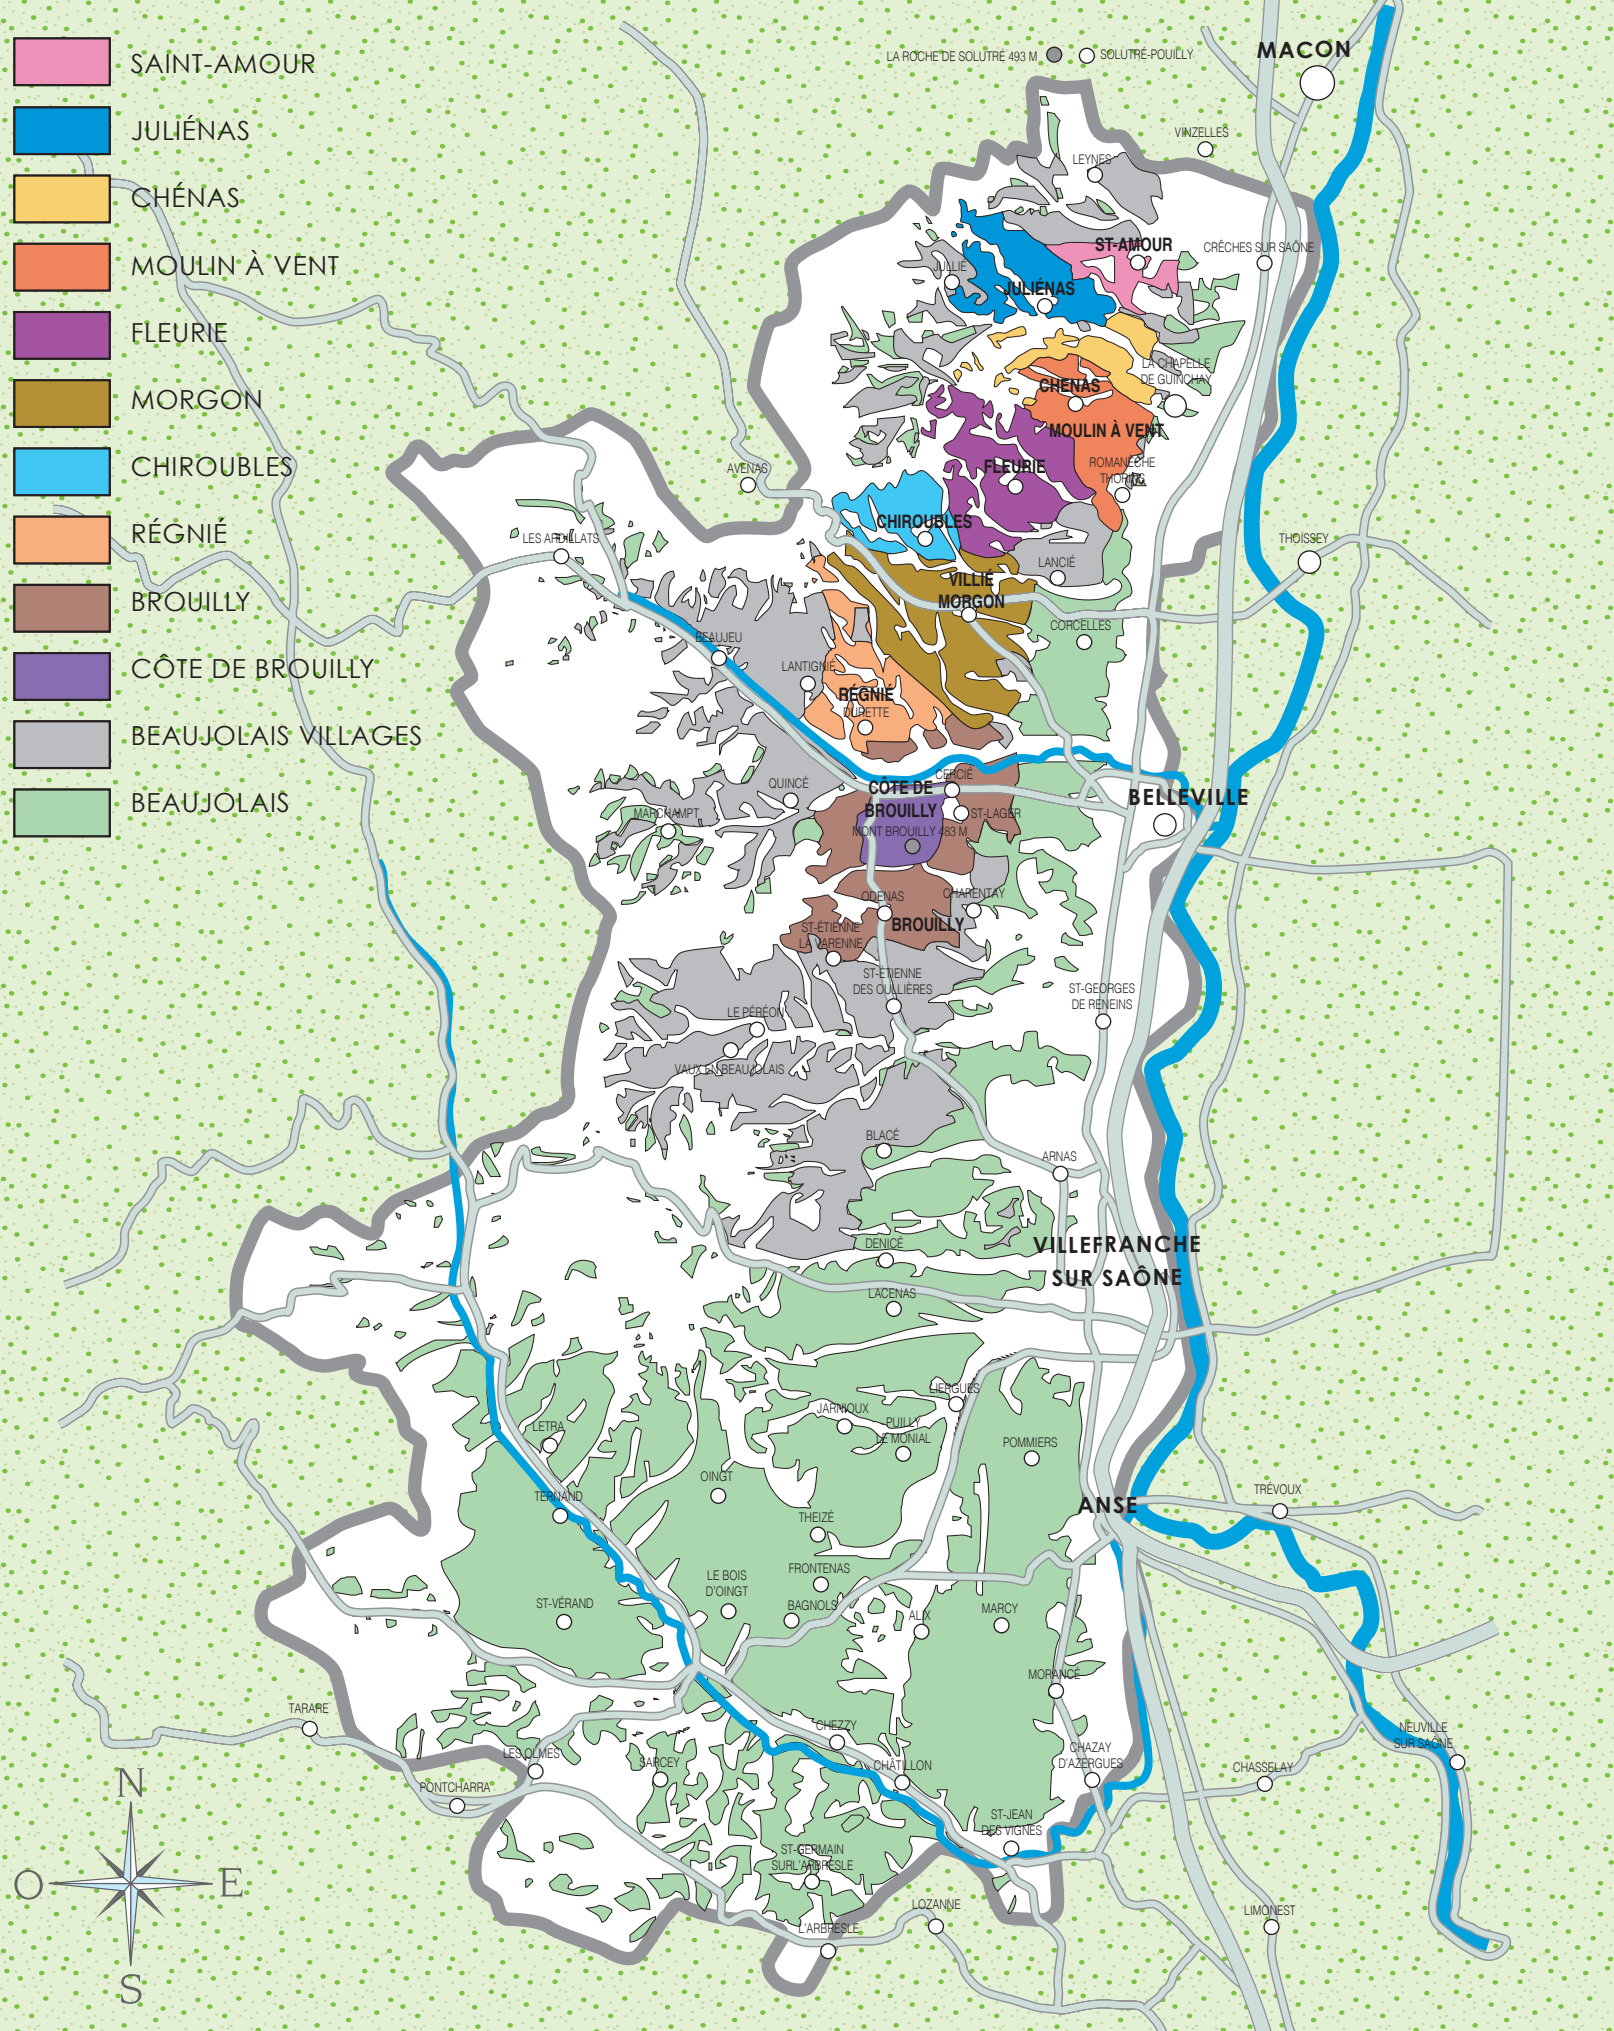 SAINT-AMOUR
JULIÉNAS
CHÉNAS
MOULIN À VENT
FLEURIE
MORGON
CHIROUBLES
RÉGNIÉ
BROUILLY
CÔTE DE BROUILLY
BEAUJOLAIS VILLAGES
BEAUJOLAIS
LA ROCHE DE SOLUTRÉ 493 M
SOLUTRÉ-POUILLY
MACON
VINZELLES
LEYNES
ST-AMOUR
CRÊCHES SUR SAÔNE
JULLIÉ
JULIÉNAS
LA CHAPELLE
DE GUINCHAY
CHENAS
MOULIN À VENT
FLEURIE
ROMANECHE
THORINS
AVENAS
CHIROUBLES
LES ARDILLATS
THOISSEY
LANCIÉ
VILLIÉ
MORGON
CORCELLES
BEAUJEU
LANTIGNIÉ
RÉGNIÉ
DURETTE
QUINCÉ
CERCIÉ
CÔTE DE
BROUILLY
BELLEVILLE
MARCHAMPT
ST-LAGER
MONT BROUILLY 483 M
ODENAS
CHARENTAY
BROUILLY
ST-ÉTIENNE
LA VARENNE
ST-ÉTIENNE
DES OULLIÈRES
ST-GEORGES
DE RENEINS
LE PÉRÉON
VAUX EN BEAUJOLAIS
BLACÉ
ARNAS
DENICÉ
VILLEFRANCHE
SUR SAÔNE
LACENAS
LIERGUES
JARNIOUX
PUILLY
LE MONIAL
LETRA
POMMIERS
OINGT
TERNAND
THEIZÉ
ANSE
TRÉVOUX
FRONTENAS
LE BOIS
D'OINGT
ST-VÉRAND
BAGNOLS
ALIX
MARCY
MORANCÉ
TARARE
CHEZZY
LES OLMES
SARCEY
CHÂTILLON
CHAZAY
D'AZERGUES
NEUVILLE
SUR SAÔNE
CHASSELAY
PONTCHARRA
ST-JEAN
DES VIGNES
ST-GERMAIN
SURL'ARBRESLE
LOZANNE
L'ARBRESLE
LIMONEST
N
O
E
S